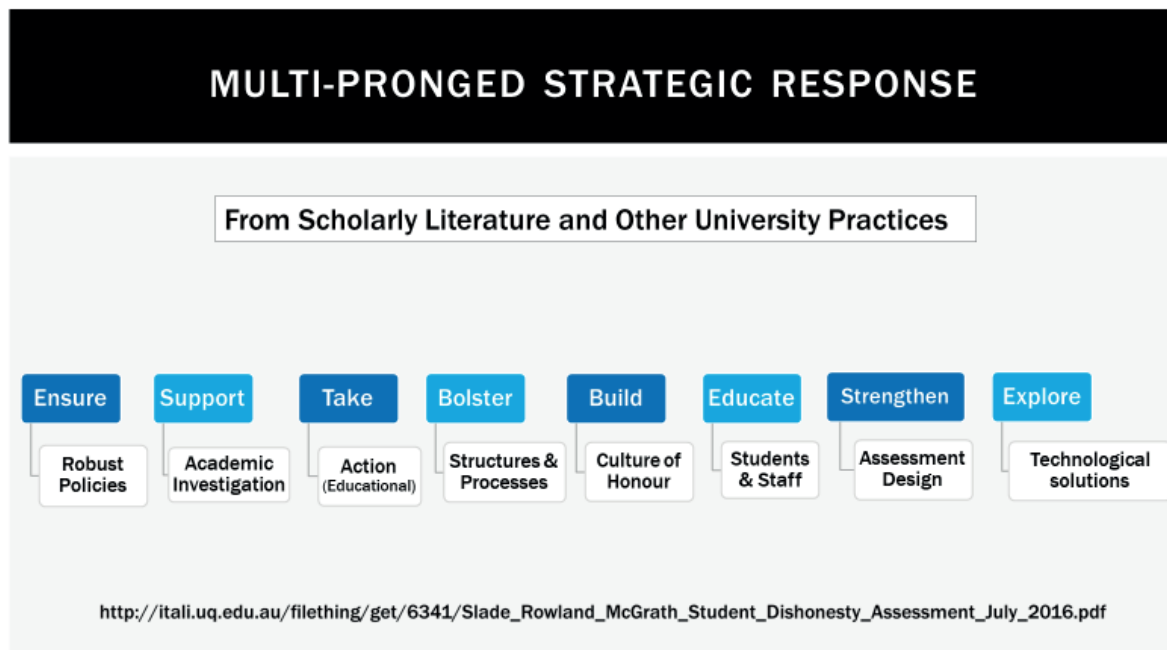 MULTI-PRONGED STRATEGIC RESPONSE
From Scholarly Literature and Other University Practices
Ensure
Robust
Policies
Support
Academic
Investigation
Take
Action
(Educational)
Bolster
Structures &
Processes
Build
Culture of
Honour
Educate
Students
& Staff
Strengthen
Assessment
Design
Explore
Technological
solutions
http://itali.uq.edu.au/filething/get/6341/Slade_Rowland_McGrath_Student_Dishonesty_Assessment_July_2016.pdf